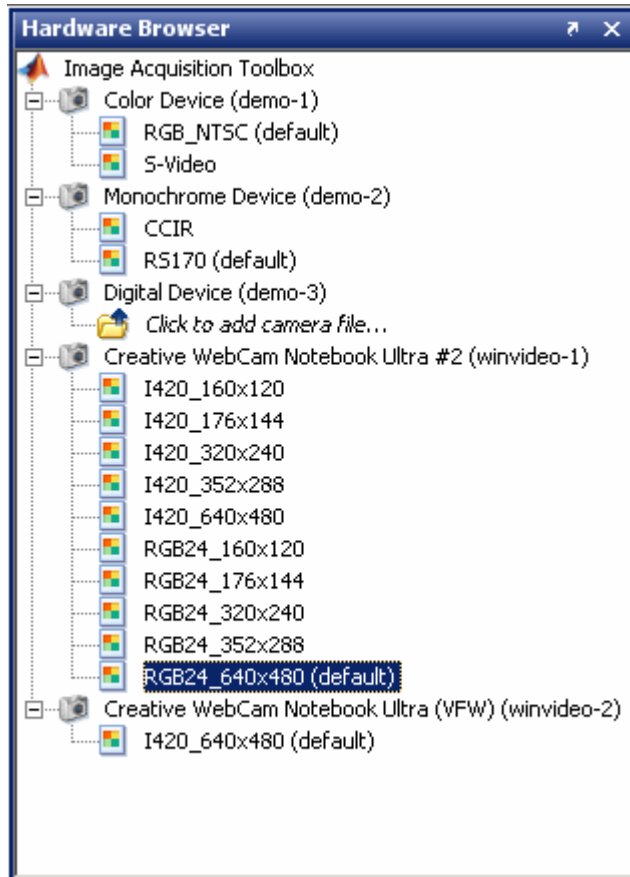 Hardware Browser
Image Acquisition Toolbox
Color Device (demo-1)
RGB_NTSC (default)
S-Video
Monochrome Device (demo-2)
CCIR
RS170 (default)
Digital Device (demo-3)
Click to add camera file...
Creative WebCam Notebook Ultra #2 (winvideo-1)
I420_160x120
I420_176x144
I420_320x240
I420_352x288
I420_640x480
RGB24_160x120
RGB24_176x144
RGB24_320x240
RGB24_352x288
RGB24_640x480 (default)
Creative WebCam Notebook Ultra (VFW) (winvideo-2)
I420_640x480 (default)